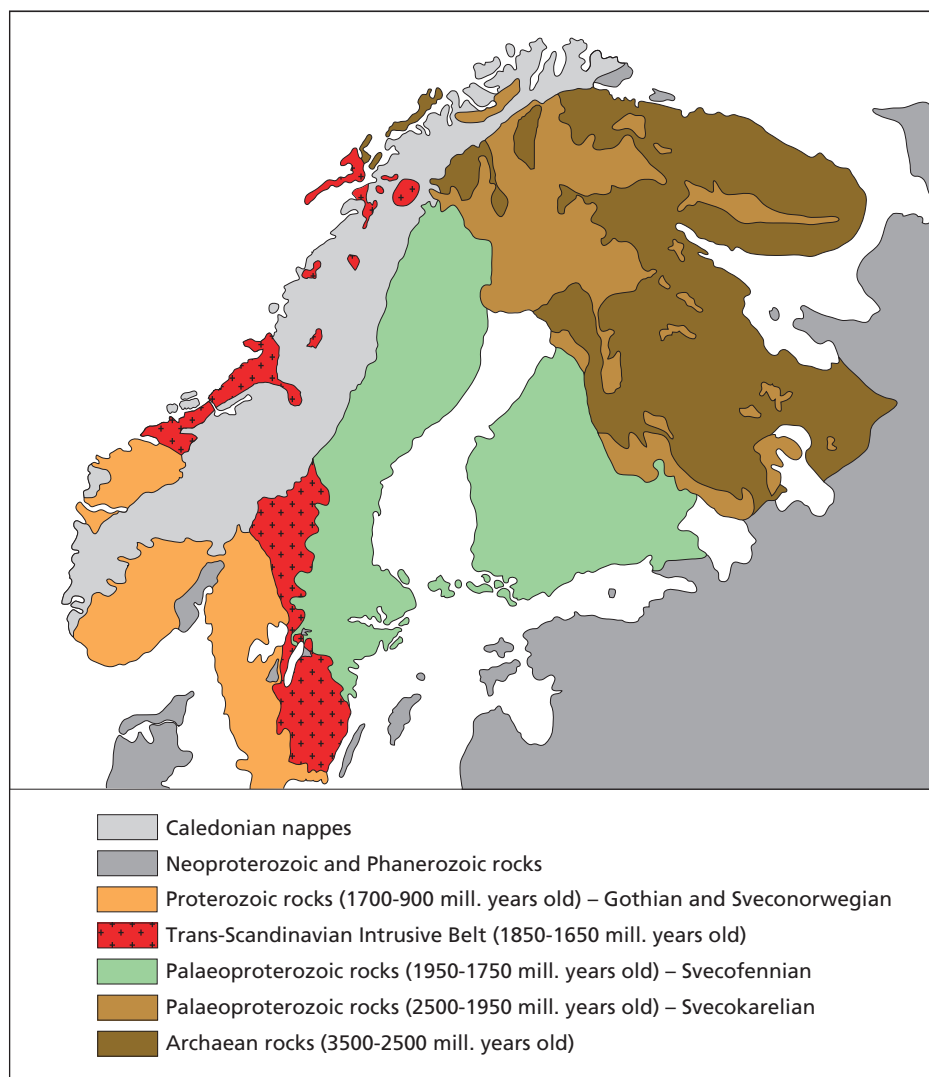 Caledonian nappes
Neoproterozoic and Phanerozoic rocks
Proterozoic rocks (1700-900 mill. years old) – Gothian and Sveconorwegian
Trans-Scandinavian Intrusive Belt (1850-1650 mill. years old)
Palaeoproterozoic rocks (1950-1750 mill. years old) – Svecofennian
Palaeoproterozoic rocks (2500-1950 mill. years old) – Svecokarelian
Archaean rocks (3500-2500 mill. years old)